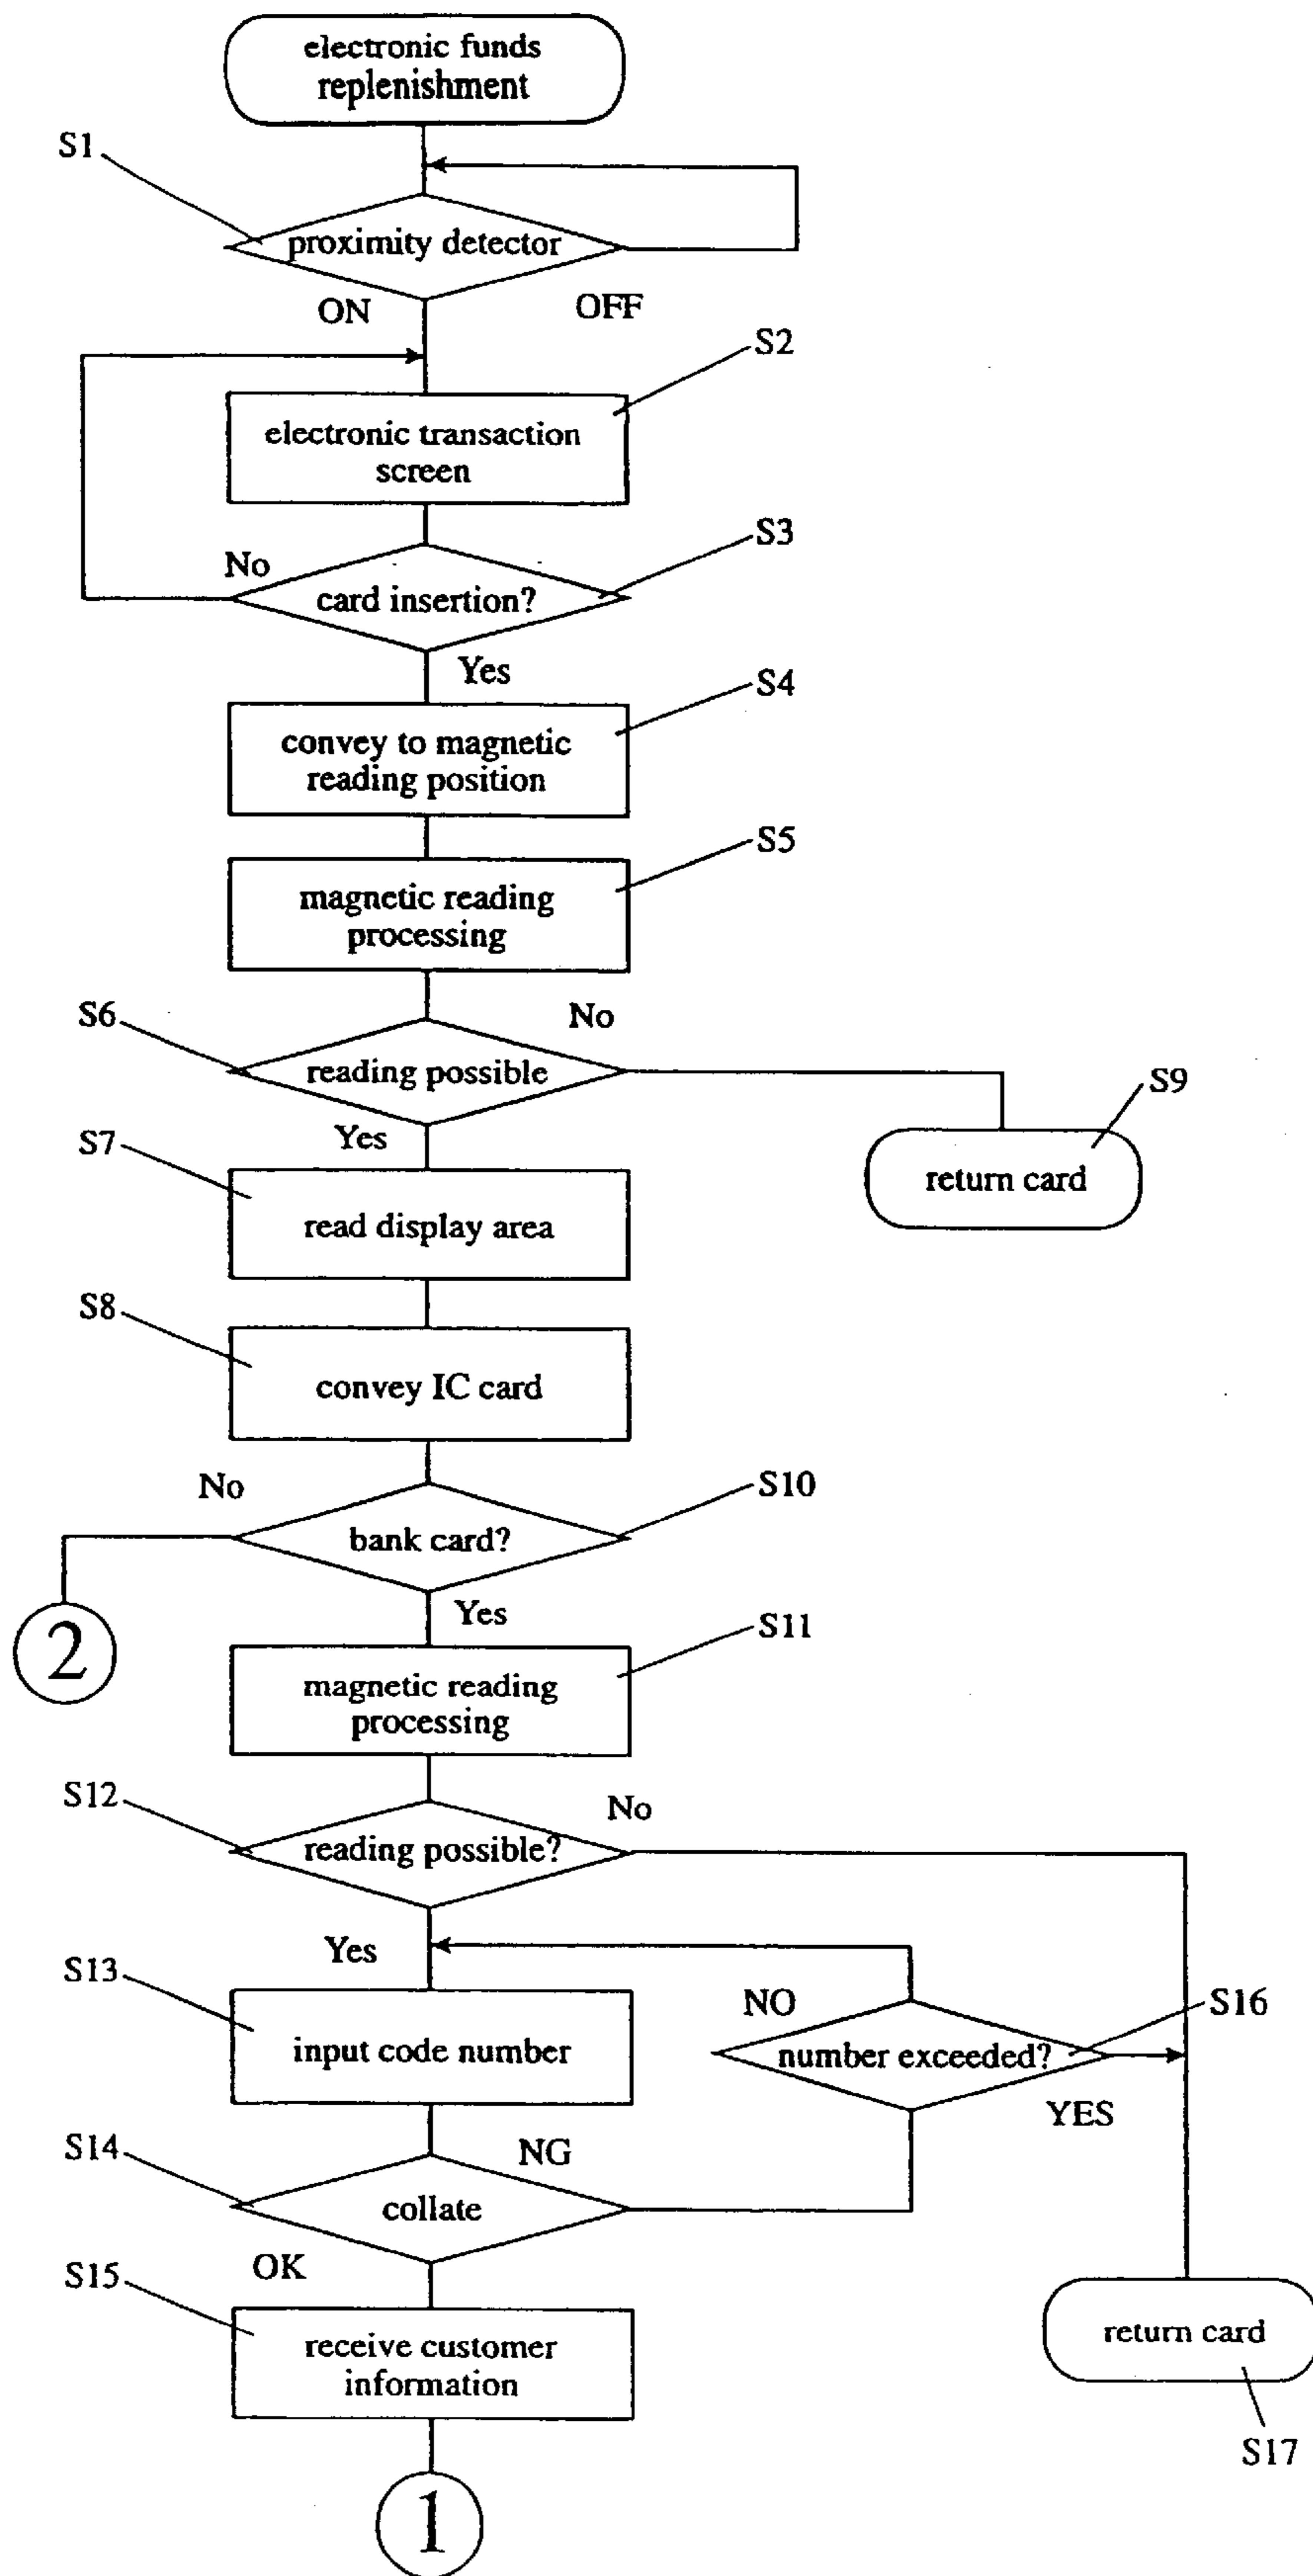 electronic funds
replenishment
S1
proximity detector
ON
OFF
S2
electronic transaction
screen
S3
No
card insertion?
Yes
S4
convey to magnetic
reading position
S5
magnetic reading
processing
S6
No
reading possible
S9
Yes
S7
return card
read display area
S8
convey IC card
No
S10
bank card?
Yes
2
S11
magnetic reading
processing
S12
No
reading possible?
Yes
S13
NO
S16
input code number
number exceeded?
YES
S14
NG
collate
OK
S15
return card
receive customer
information
S17
1